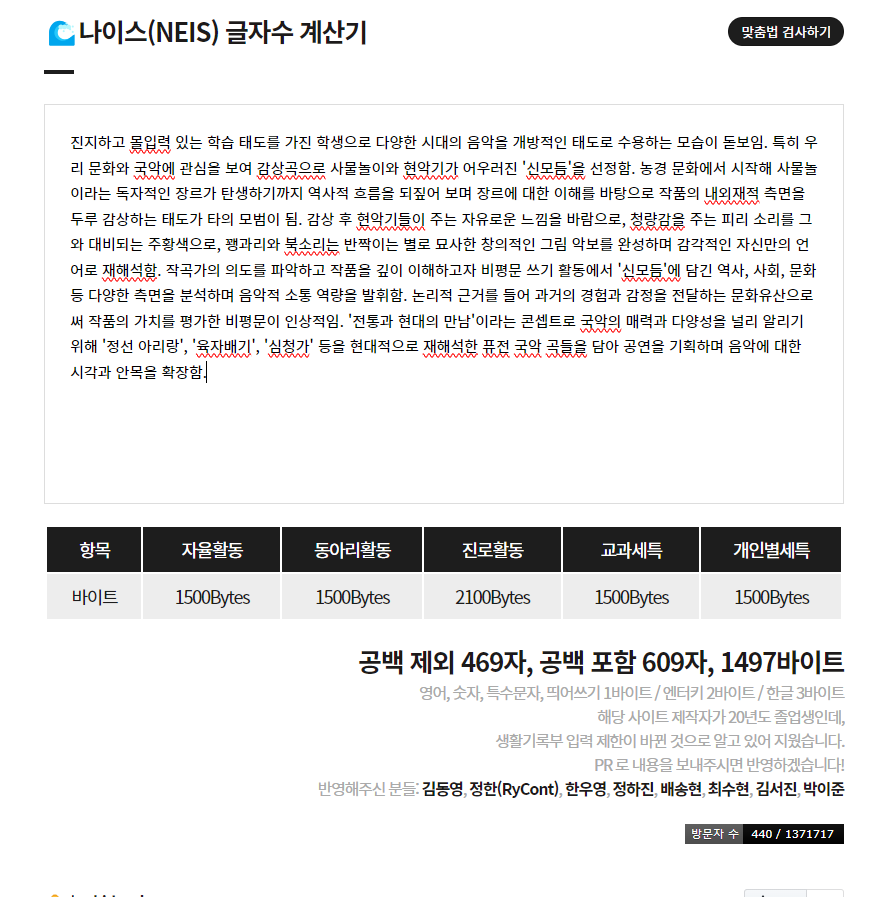 나이스(NEIS) 글자수 계산기
맞춤법 검사하기
진지하고 몰입력 있는 학습 태도를 가진 학생으로 다양한 시대의 음악을 개방적인 태도로 수용하는 모습이 돋보임. 특히 우
리 문화와 국악에 관심을 보여 감상곡으로 사물놀이와 현악기가 어우러진 '신모듬'을 선정함. 농경 문화에서 시작해 사물놀
이라는 독자적인 장르가 탄생하기까지 역사적 흐름을 되짚어 보며 장르에 대한 이해를 바탕으로 작품의 내외재적 측면을
두루 감상하는 태도가 타의 모범이 됨. 감상 후 현악기들이 주는 자유로운 느낌을 바람으로, 청량감을 주는 피리 소리를 그
와 대비되는 주황색으로, 꽹과리와 북소리는 반짝이는 별로 묘사한 창의적인 그림 악보를 완성하며 감각적인 자신만의 언
어로 재해석함. 작곡가의 의도를 파악하고 작품을 깊이 이해하고자 비평문 쓰기 활동에서 '신모듬'에 담긴 역사, 사회, 문화
등 다양한 측면을 분석하며 음악적 소통 역량을 발휘함. 논리적 근거를 들어 과거의 경험과 감정을 전달하는 문화유산으로
써 작품의 가치를 평가한 비평문이 인상적임. '전통과 현대의 만남'이라는 콘셉트로 국악의 매력과 다양성을 널리 알리기
위해 '정선 아리랑', '육자배기', '심청가' 등을 현대적으로 재해석한 퓨전 국악 곡들을 담아 공연을 기획하며 음악에 대한
시각과 안목을 확장함.
항목 자율활동 동아리활동 진로활동 교과세특 개인별세특
바이트 1500Bytes 1500Bytes 2100Bytes 1500Bytes 1500Bytes
공백 제외 469자, 공백 포함 609자, 1497바이트
영어, 숫자, 특수문자, 띄어쓰기 1바이트 / 엔터키 2바이트 / 한글 3바이트
해당 사이트 제작자가 20년도 졸업생인데,
생활기록부 입력 제한이 바뀐 것으로 알고 있어 지웠습니다.
PR 로 내용을 보내주시면 반영하겠습니다!
반영해주신 분들: 김동영, 정한(RyCont), 한우영, 정하진, 배송현, 최수현, 김서진, 박이준
방문자 수 440 / 1371717